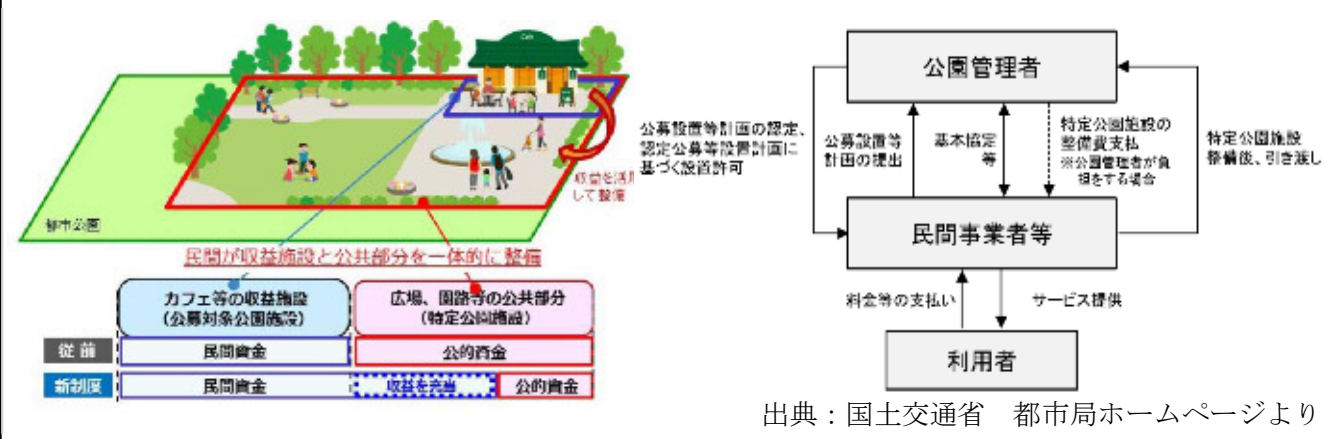 Cafe
都市公園
収益を活用
して整備
民間が収益施設と公共部分を一体的に整備
カフェ等の収益施設
(公募対象公園施設)
広場、園路等の公共部分
(特定公園施設)
従前
民間資金
公的資金
新制度
民間資金
収益を充当
公的資金
公園管理者
公募設置等計画の認定、
認定公募等設置計画に
基づく設置許可
公募設置等
計画の提出
基本協定
等
特定公園施設の
整備費支払
※公園管理者が負
担をする場合
特定公園施設
整備後、引き渡し
民間事業者等
料金等の支払い
サービス提供
利用者
出典：国土交通省　都市局ホームページより